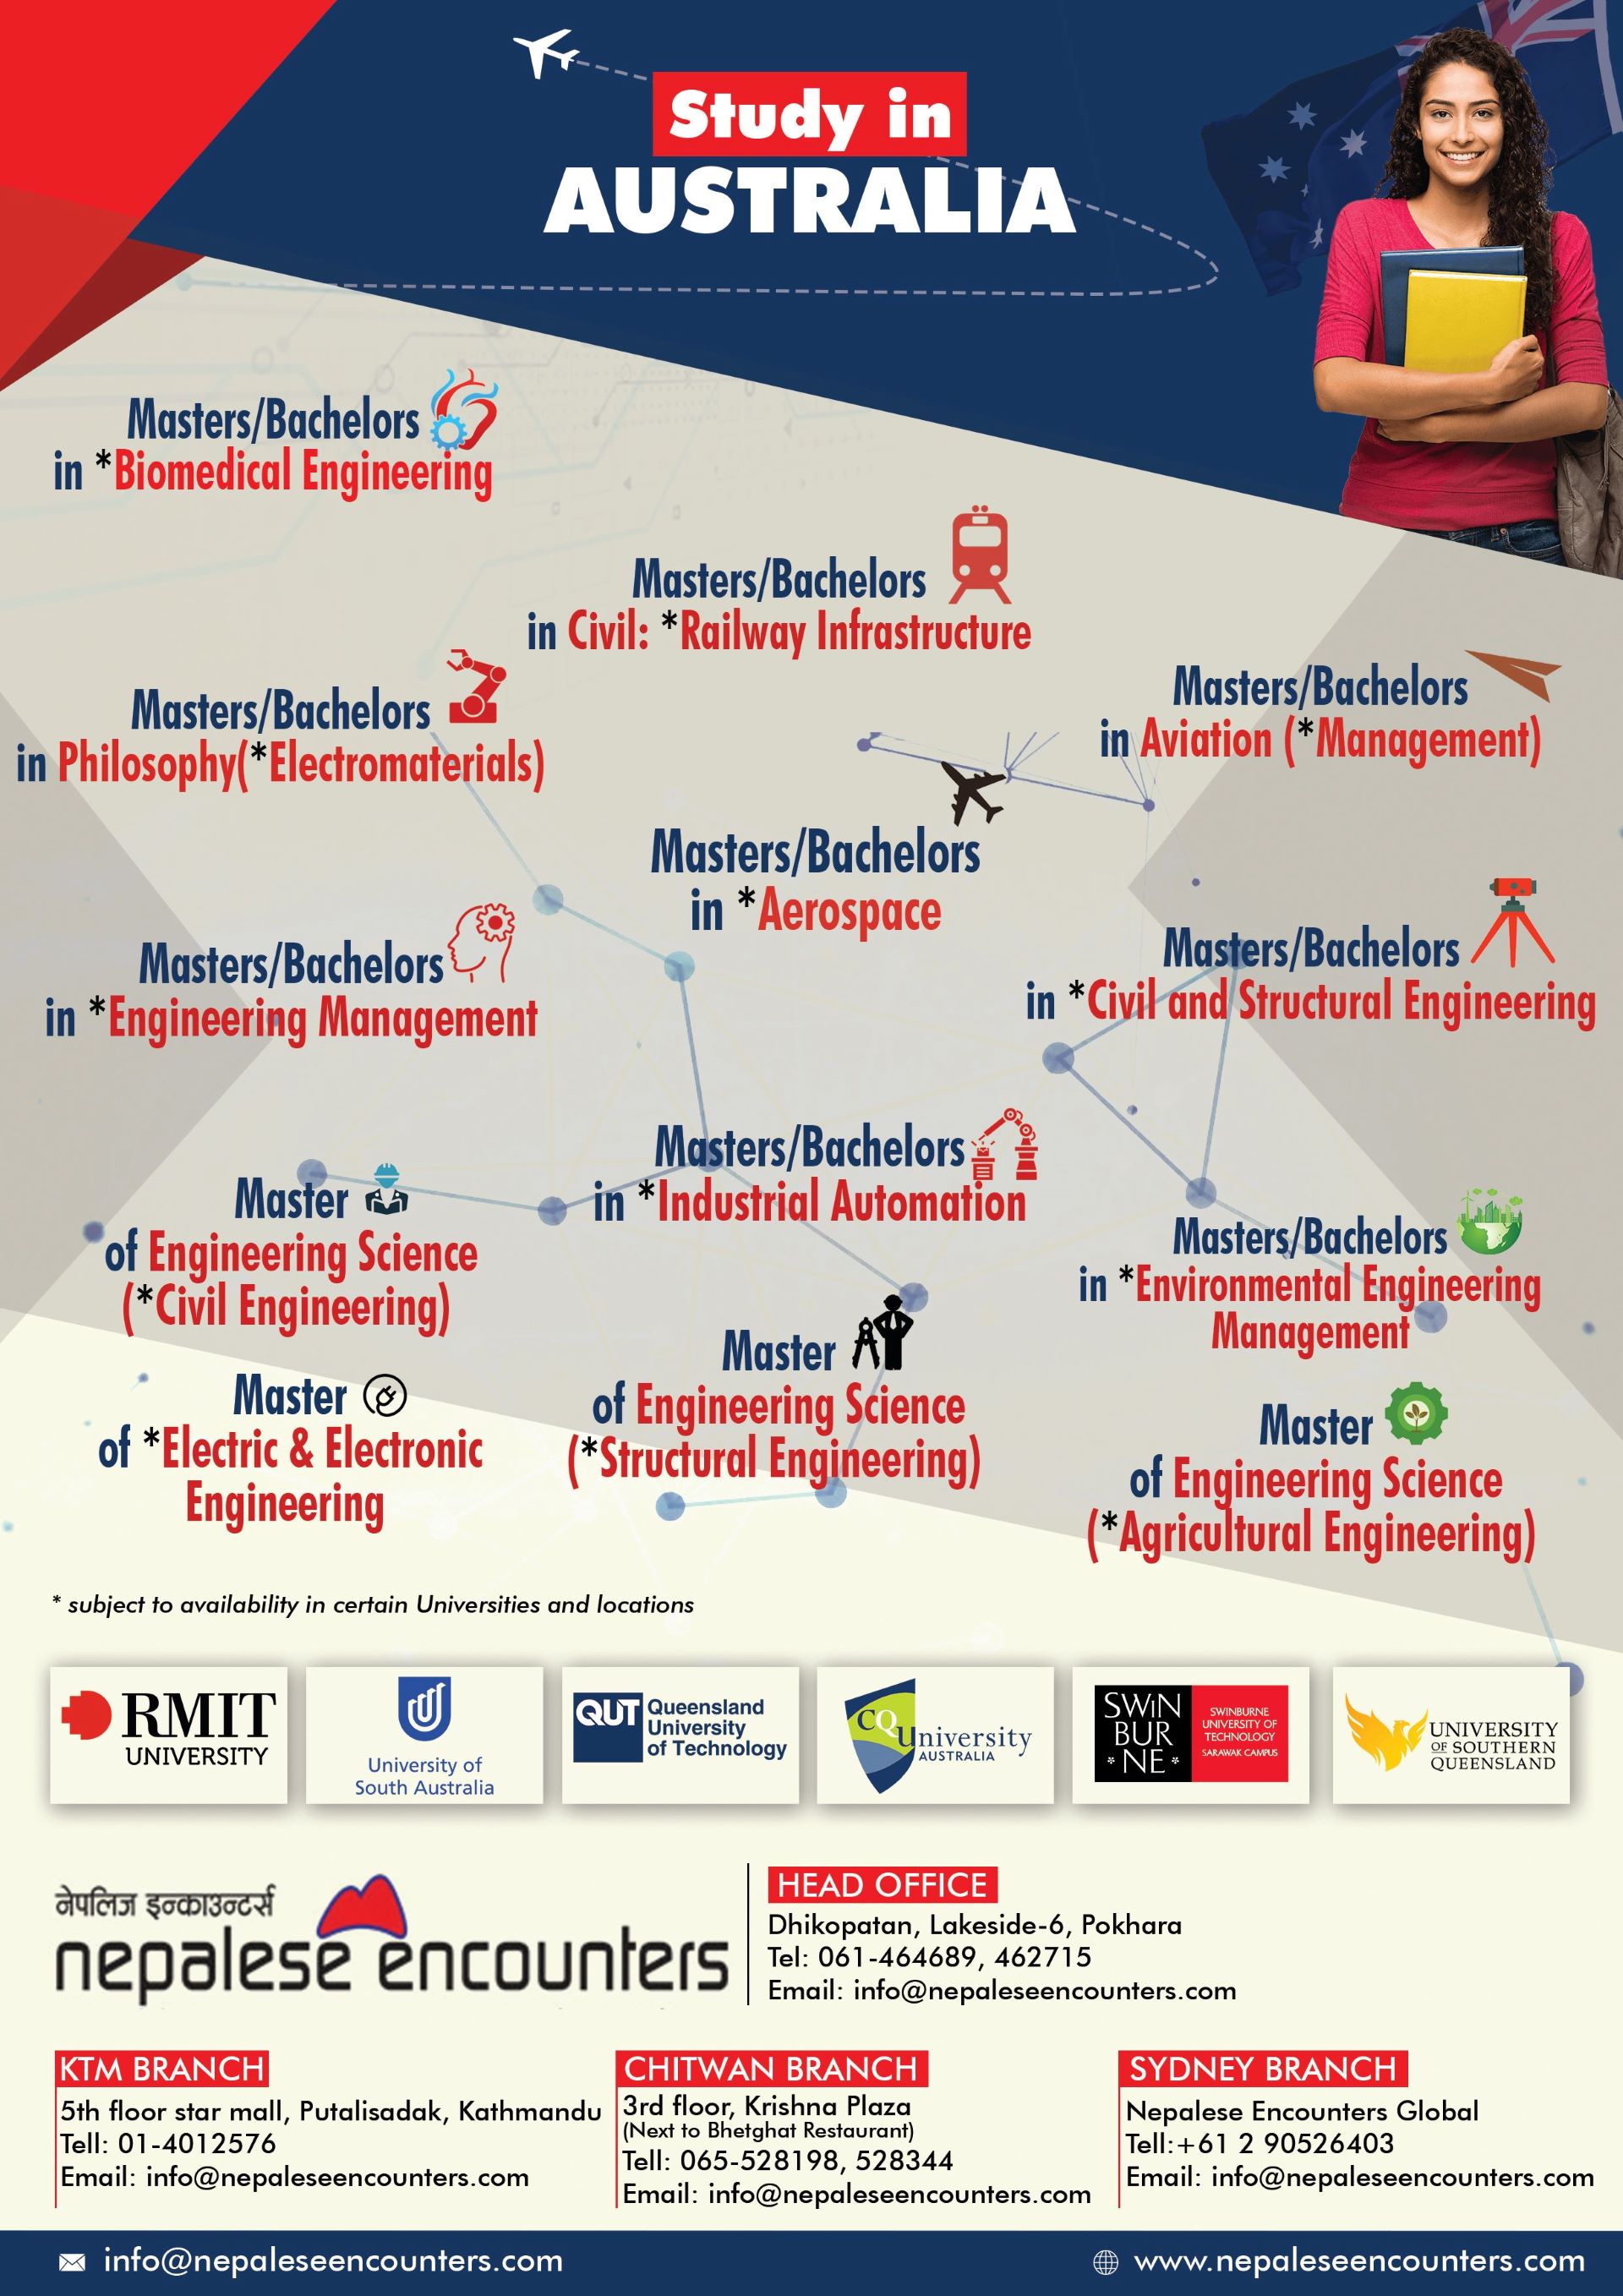 Study in
AUSTRALIA
Masters/Bachelors
in *Biomedical Engineering
Masters/Bachelors
in Civil: *Railway Infrastructure
Masters/Bachelors
in Philosophy(*Electromaterials)
Masters/Bachelors
in Aviation (*Management)
Masters/Bachelors
in *Aerospace
Masters/Bachelors
in *Engineering Management
Masters/Bachelors
in *Civil and Structural Engineering
Masters/Bachelors
in *Industrial Automation
Master
of Engineering Science
(*Civil Engineering)
Masters/Bachelors
in *Environmental Engineering
Management
Master
of Engineering Science
(*Structural Engineering)
Master
of *Electric & Electronic
Engineering
Master
of Engineering Science
(*Agricultural Engineering)
* subject to availability in certain Universities and locations
RMIT
UNIVERSITY
University of
South Australia
QUT
Queensland
University
of Technology
CQUniversity
AUSTRALIA
SWIN
BUR
* NE *
SWINBURNE
UNIVERSITY OF
TECHNOLOGY
SARAWAK CAMPUS
UNIVERSITY
OF SOUTHERN
QUEENSLAND
नेपलिज इन्काउन्टर्स
nepalese encounters
HEAD OFFICE
Dhikopatan, Lakeside-6, Pokhara
Tel: 061-464689, 462715
Email: info@nepaleseencounters.com
KTM BRANCH
5th floor star mall, Putalisadak, Kathmandu
Tell: 01-4012576
Email: info@nepaleseencounters.com
CHITWAN BRANCH
3rd floor, Krishna Plaza
(Next to Bhetghat Restaurant)
Tell: 065-528198, 528344
Email: info@nepaleseencounters.com
SYDNEY BRANCH
Nepalese Encounters Global
Tell:+61 2 90526403
Email: info@nepaleseencounters.com
info@nepaleseencounters.com
www.nepaleseencounters.com